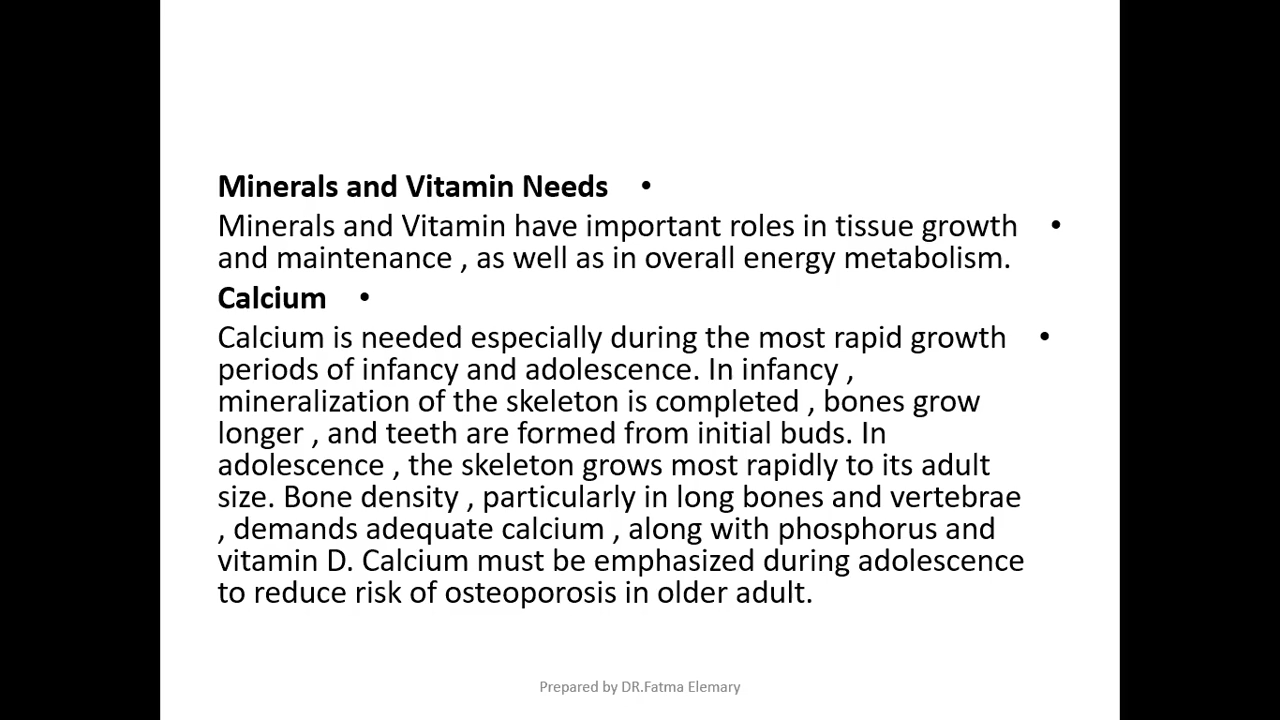 Minerals and Vitamin Needs •
Minerals and Vitamin have important roles in tissue growth •
and maintenance , as well as in overall energy metabolism.
Calcium •
Calcium is needed especially during the most rapid growth •
periods of infancy and adolescence. In infancy ,
mineralization of the skeleton is completed , bones grow
longer , and teeth are formed from initial buds. In
adolescence , the skeleton grows most rapidly to its adult
size. Bone density , particularly in long bones and vertebrae
, demands adequate calcium , along with phosphorus and
vitamin D. Calcium must be emphasized during adolescence
to reduce risk of osteoporosis in older adult.
Prepared by DR.Fatma Elemary